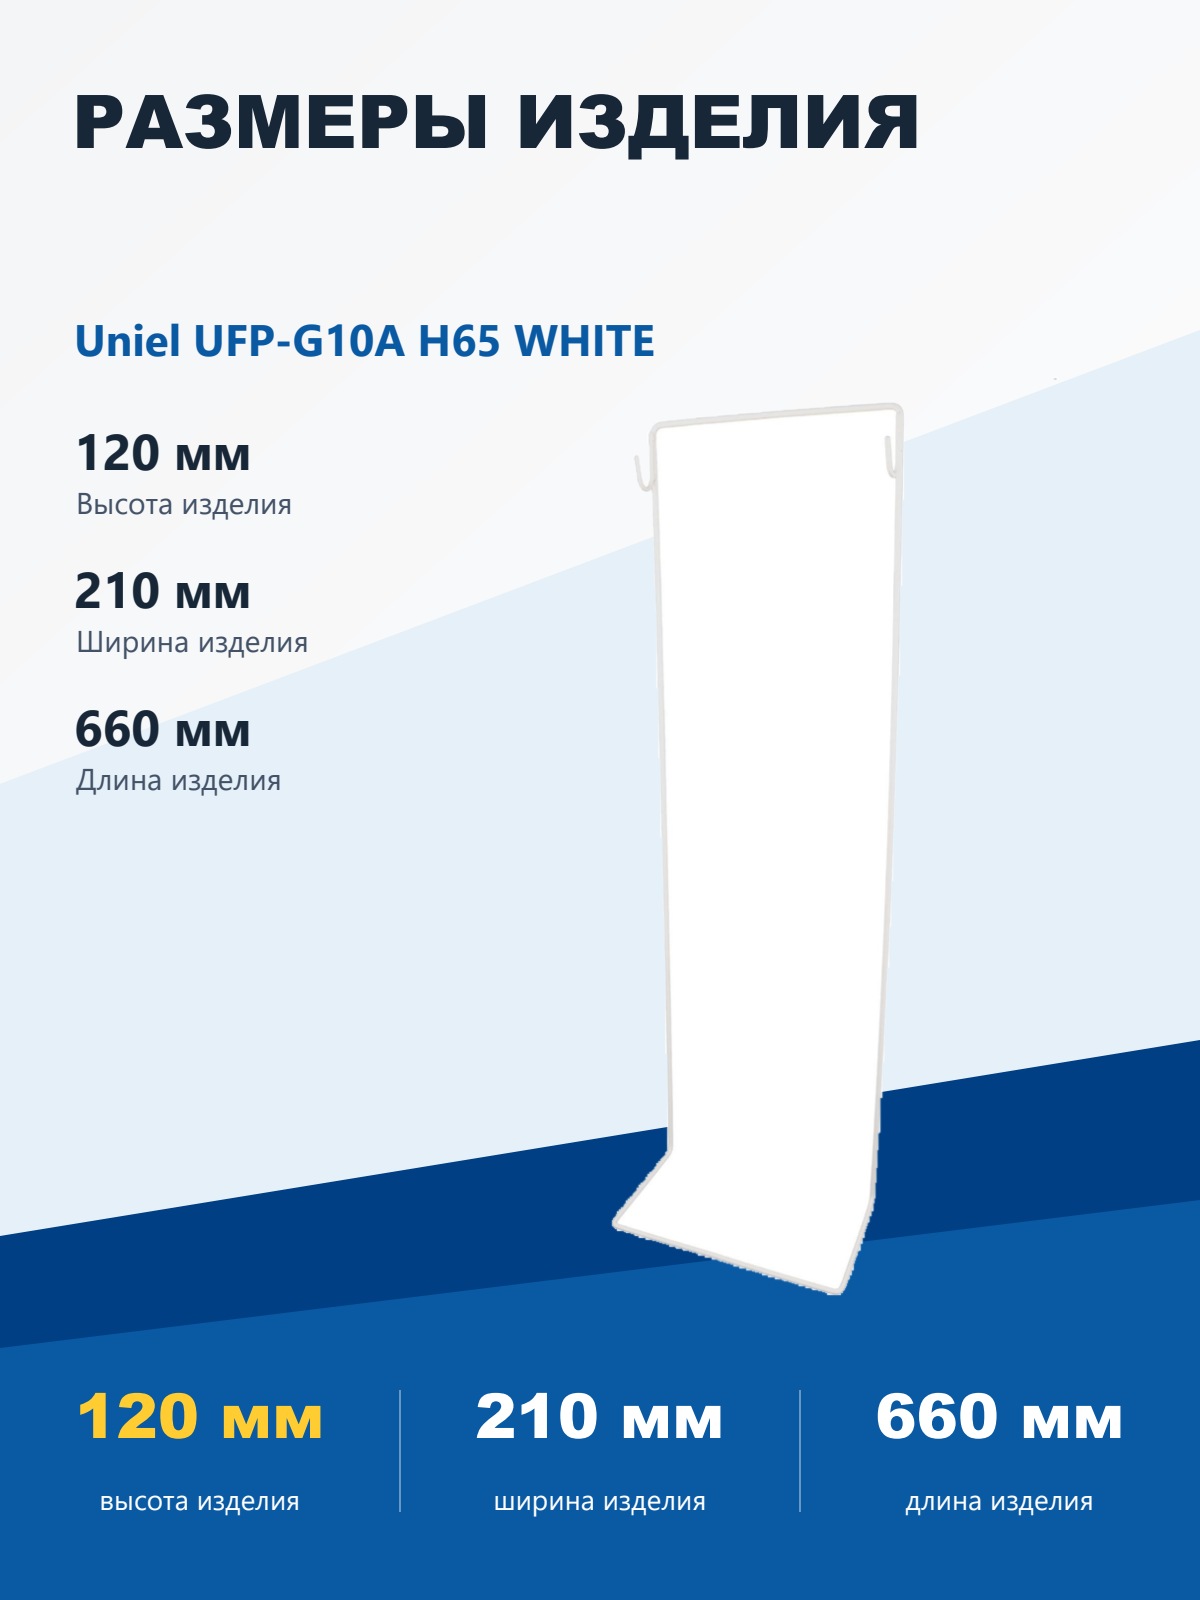 РАЗМЕРЫ ИЗДЕЛИЯ
Uniel UFP-G10A H65 WHITE
120 мм
Высота изделия
210 мм
Ширина изделия
660 мм
Длина изделия
120 мм
высота изделия
210 мм
ширина изделия
660 мм
длина изделия